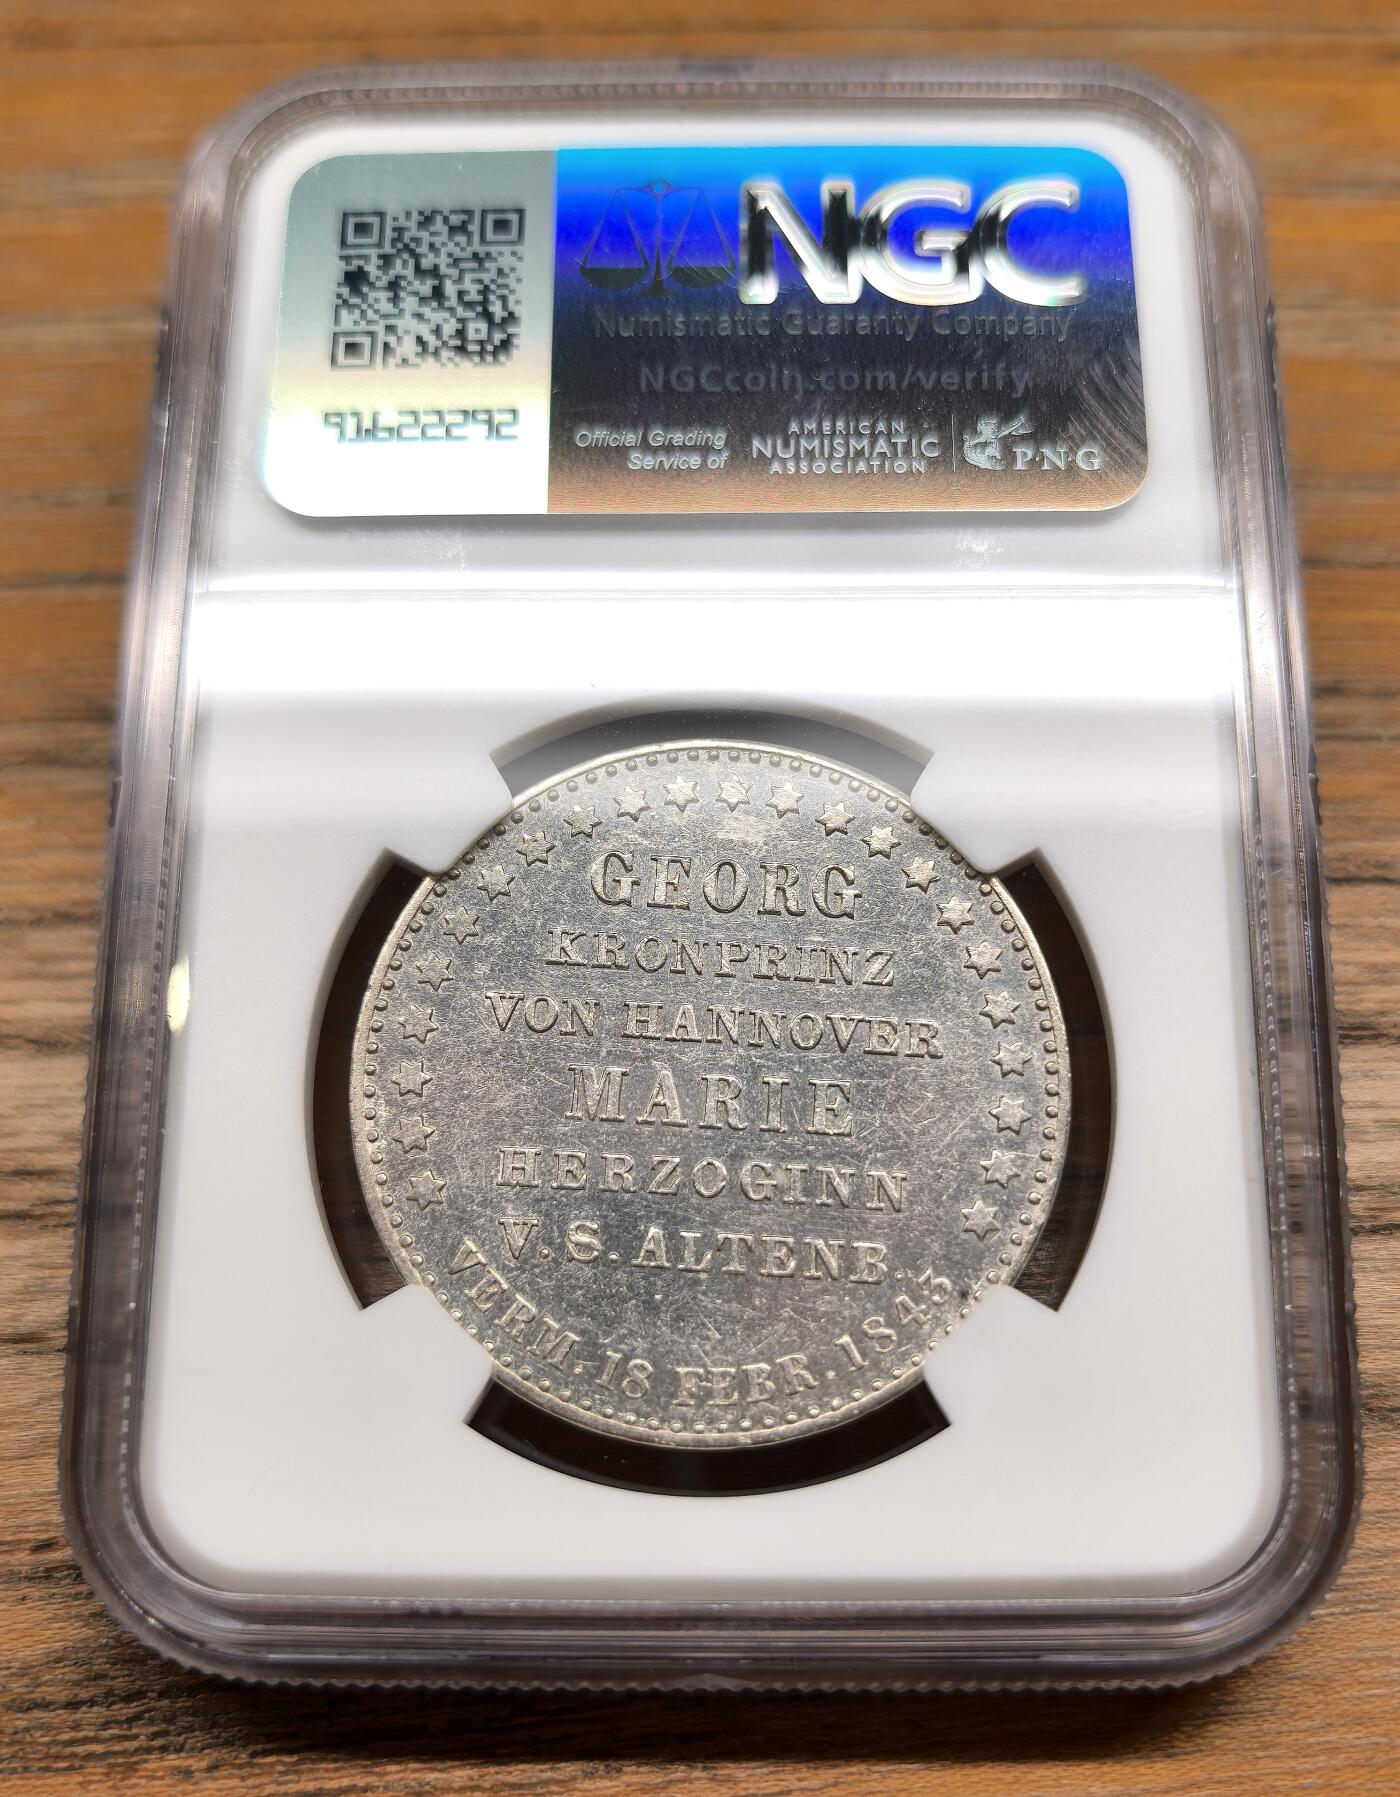 NGC
Numismatic Guaranty Company
NGCcoin.com/verify
91622292
Official Grading
Service of
AMERICAN
NUMISMATIC
ASSOCIATION
PNG
GEORG
KRONPRINZ
VON HANNOVER
MARIE
HERZOGINN
V. S. ALTENB.
VERM. 18 FEBR. 1843